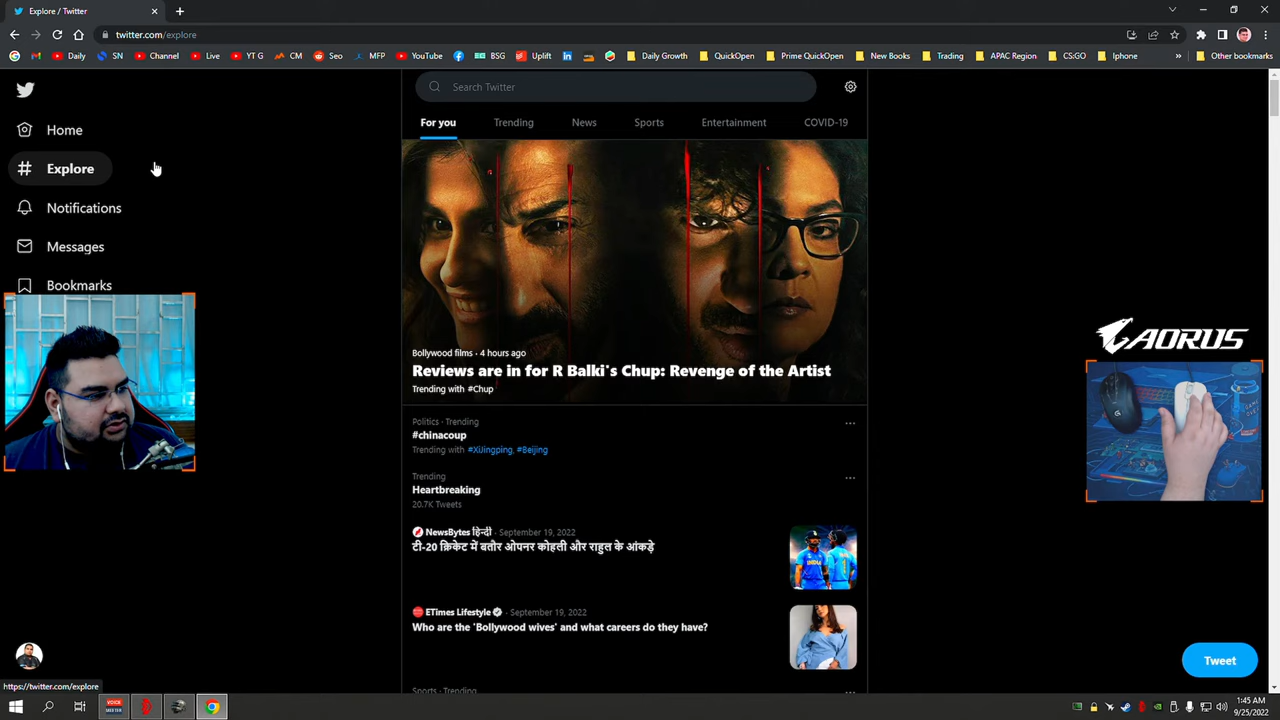 Explore / Twitter
twitter.com/explore
Daily
SN
Channel
Live
YT G
CM
Seo
MFP
YouTube
BSG
Uplift
Daily Growth
QuickOpen
Prime QuickOpen
New Books
Trading
APAC Region
CS:GO
Iphone
Other bookmarks
Search Twitter
For you
Trending
News
Sports
Entertainment
COVID-19
Home
Explore
Notifications
Messages
Bookmarks
Bollywood films · 4 hours ago
Reviews are in for R Balki's Chup: Revenge of the Artist
Trending with #Chup
AORUS
Politics · Trending
#chinacoup
Trending with #XiJingping, #Beijing
Trending
Heartbreaking
20.7K Tweets
NewsBytes हिन्दी · September 19, 2022
टी-20 क्रिकेट में बतौर ओपनर कोहली और राहुल के आंकड़े
INDIA
ETimes Lifestyle · September 19, 2022
Who are the 'Bollywood wives' and what careers do they have?
Tweet
Sports · Trending
https://twitter.com/explore
VOICE
MEETER
1:45 AM
9/25/2022